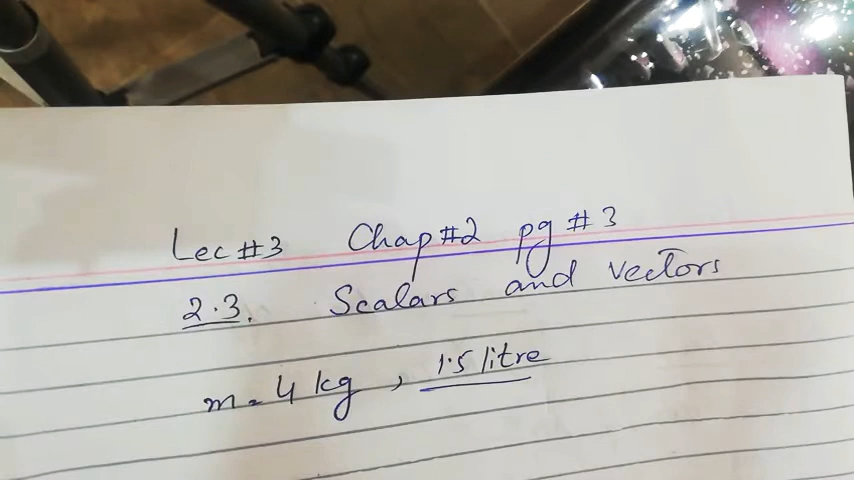 Lec #3 Chap #2 pg #3
2.3. Scalars and vectors
m = 4 kg , 1.5 litre